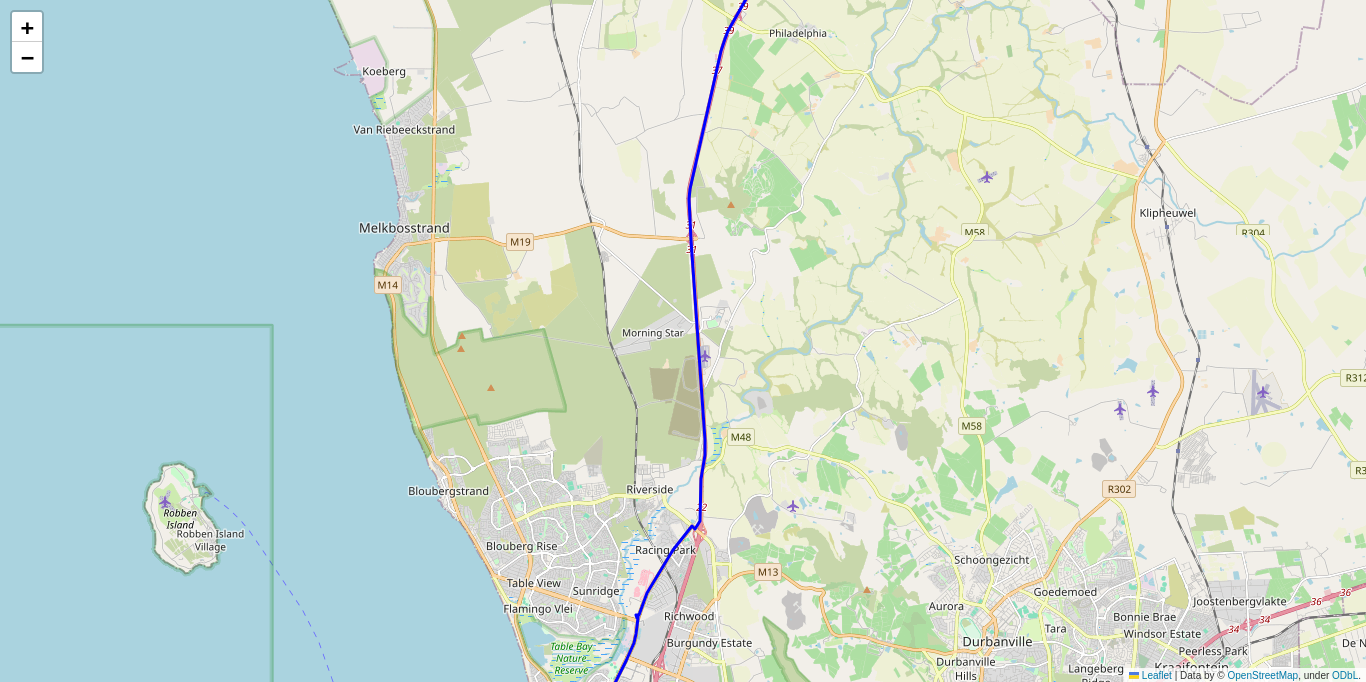 +
−
39
Philadelphia
39
37
Koeberg
Van Riebeeckstrand
Klipheuwel
Melkbosstrand
31
M58
R304
M19
31
M14
Morning Star
R312
M58
M48
Bloubergstrand
Riverside
R302
Robben
Island
Robben Island
Village
22
Blouberg Rise
Racing Park
Schoongezicht
Table View
M13
Sunridge
Goedemoed
Flamingo Vlei
Aurora
Joostenbergvlakte
36
36
Richwood
Bonnie Brae
34
34
Tara
Windsor Estate
Burgundy Estate
Durbanville
De N
Table Bay
Nature
Reserve
Peerless Park
Durbanville
Hills
Langeberg
Ridge
Kraaifontein
Leaflet | Data by © OpenStreetMap, under ODbL.